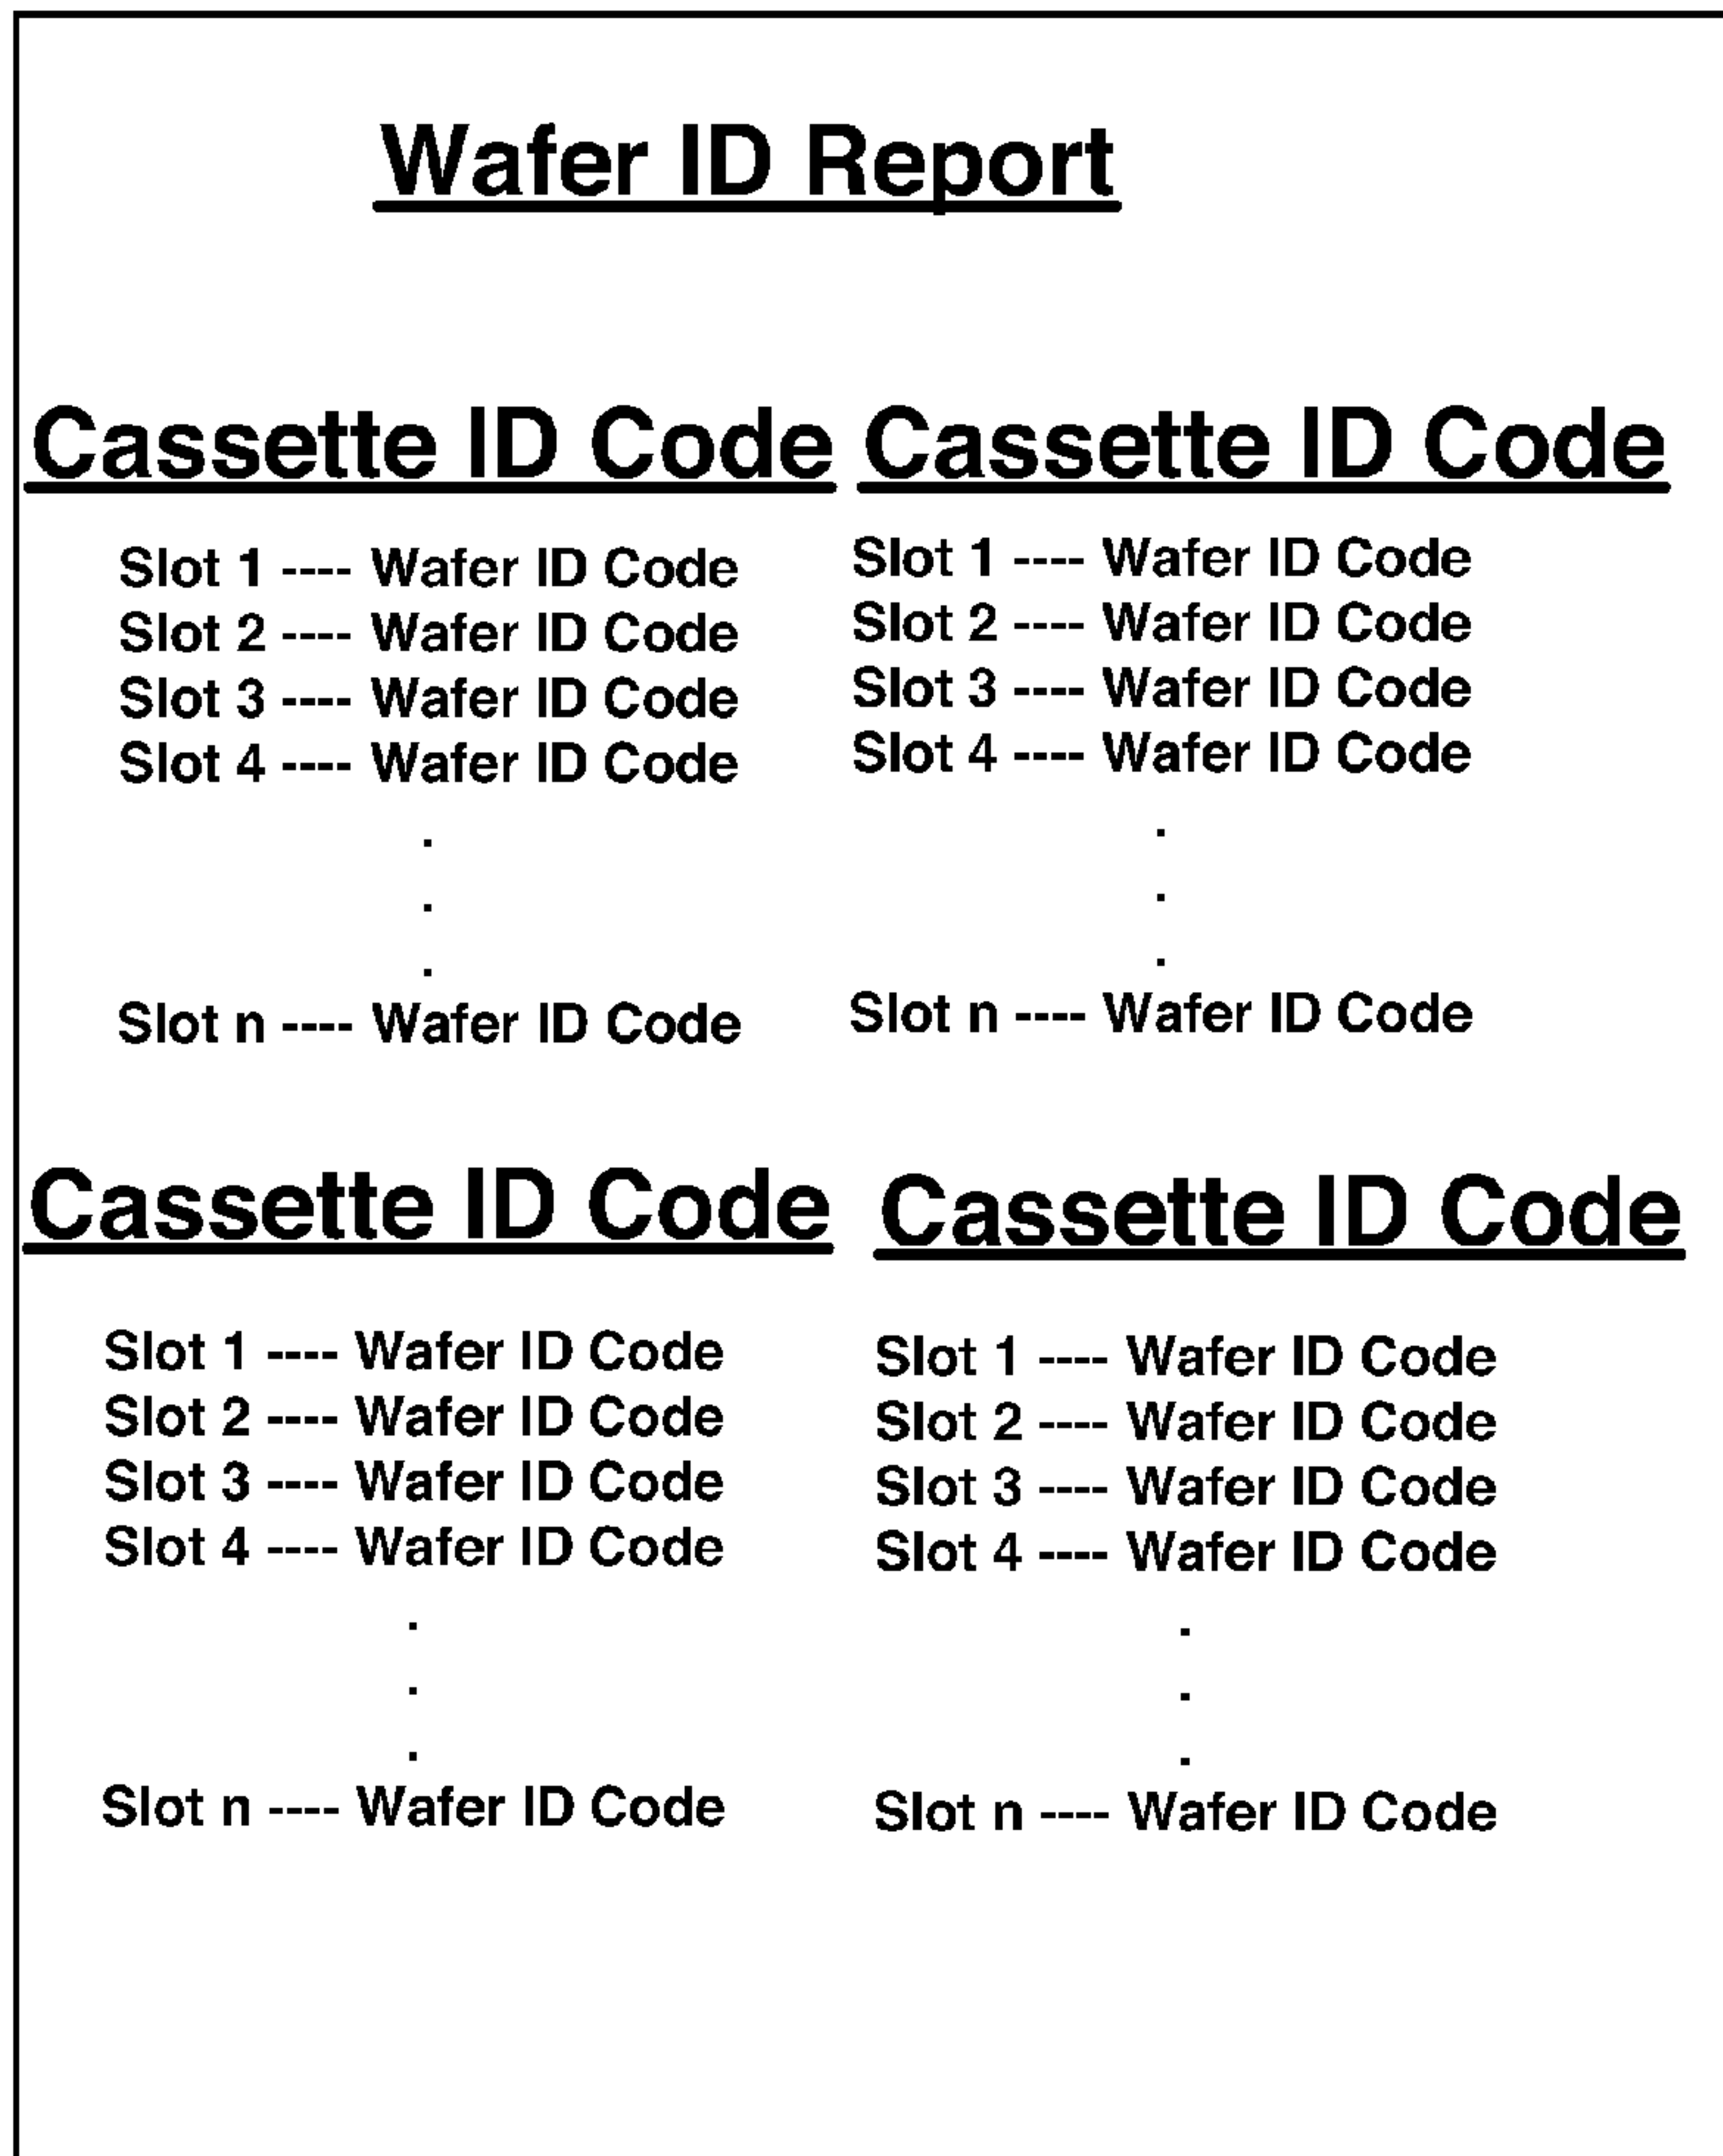 Wafer ID Report
Cassette ID Code
Slot 1 ---- Wafer ID Code
Slot 2 ---- Wafer ID Code
Slot 3 ---- Wafer ID Code
Slot 4 ---- Wafer ID Code
.
.
.
Slot n ---- Wafer ID Code
Cassette ID Code
Slot 1 ---- Wafer ID Code
Slot 2 ---- Wafer ID Code
Slot 3 ---- Wafer ID Code
Slot 4 ---- Wafer ID Code
.
.
.
Slot n ---- Wafer ID Code
Cassette ID Code
Slot 1 ---- Wafer ID Code
Slot 2 ---- Wafer ID Code
Slot 3 ---- Wafer ID Code
Slot 4 ---- Wafer ID Code
.
.
.
Slot n ---- Wafer ID Code
Cassette ID Code
Slot 1 ---- Wafer ID Code
Slot 2 ---- Wafer ID Code
Slot 3 ---- Wafer ID Code
Slot 4 ---- Wafer ID Code
.
.
.
Slot n ---- Wafer ID Code